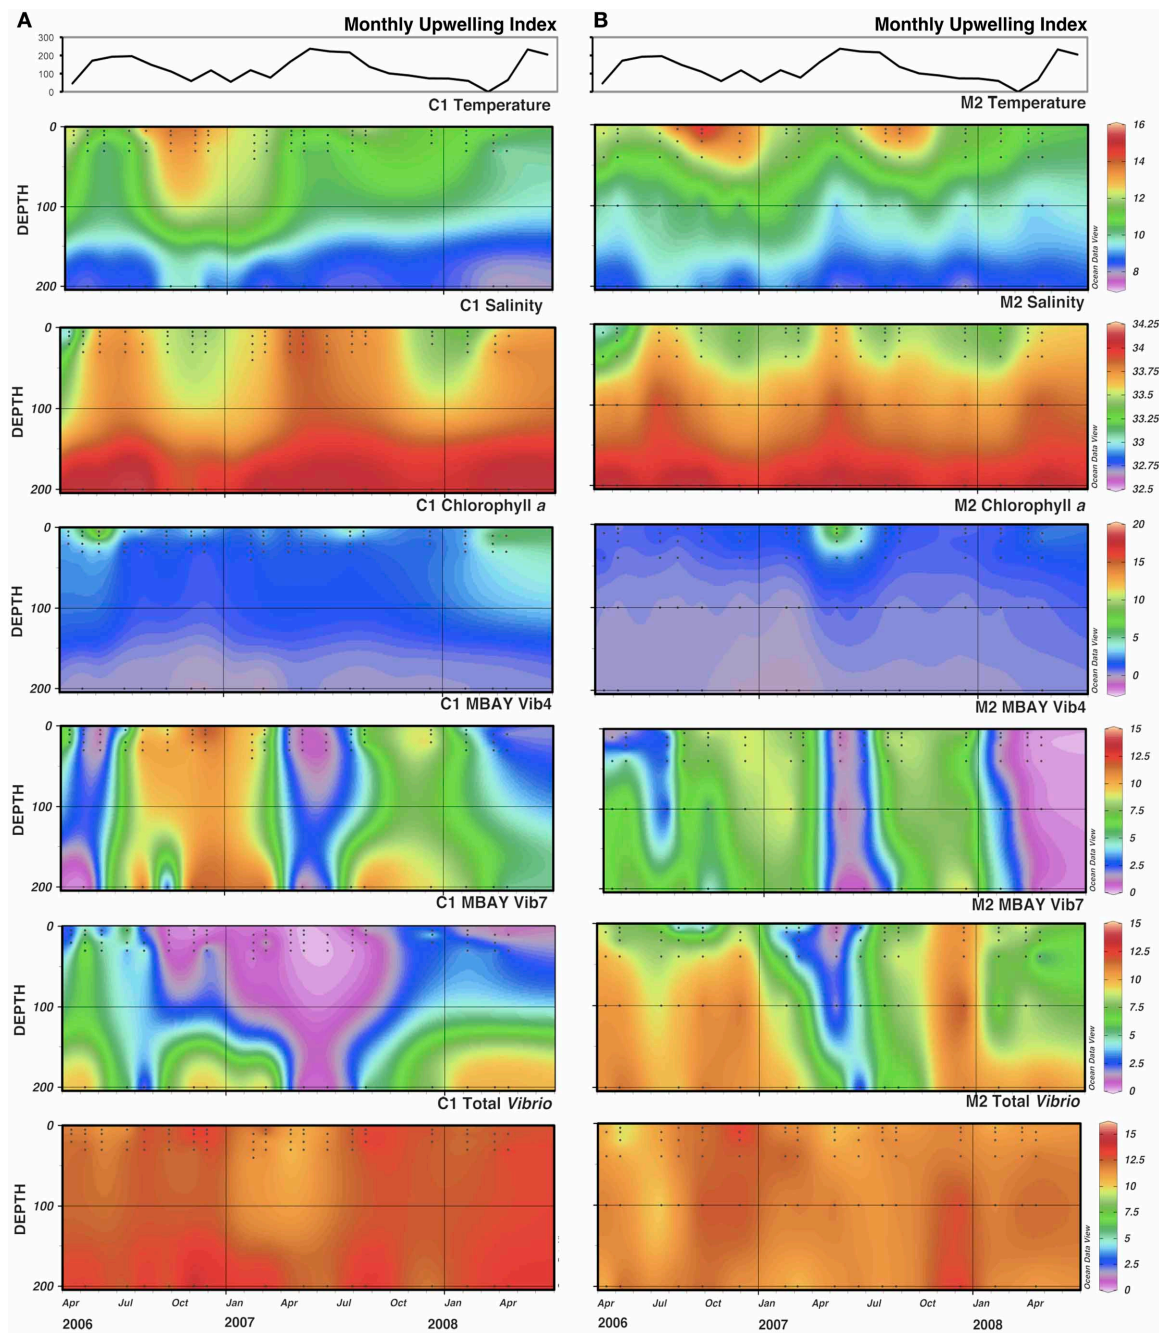 A
Monthly Upwelling Index
B
Monthly Upwelling Index
300
200
100
0
C1 Temperature
M2 Temperature
DEPTH
0
100
200
16
14
12
10
8
Ocean Data View
C1 Salinity
M2 Salinity
DEPTH
0
100
200
34.25
34
33.75
33.5
33.25
33
32.75
32.5
Ocean Data View
C1 Chlorophyll a
M2 Chlorophyll a
DEPTH
0
100
200
20
15
10
5
0
Ocean Data View
C1 MBAY Vib4
M2 MBAY Vib4
DEPTH
0
100
200
15
12.5
10
7.5
5
2.5
0
Ocean Data View
C1 MBAY Vib7
M2 MBAY Vib7
DEPTH
0
100
200
15
12.5
10
7.5
5
2.5
0
Ocean Data View
C1 Total Vibrio
M2 Total Vibrio
DEPTH
0
100
200
15
12.5
10
7.5
5
2.5
0
Ocean Data View
Apr Jul Oct Jan Apr Jul Oct Jan Apr
Apr Jul Oct Jan Apr Jul Oct Jan Apr
2006 2007 2008
2006 2007 2008